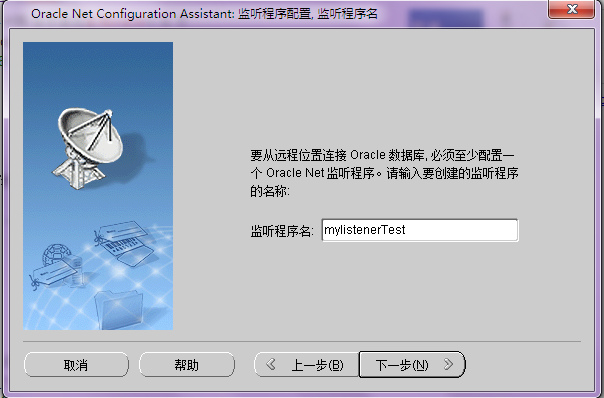 Oracle Net Configuration Assistant: 监听程序配置, 监听程序名
要从远程位置连接 Oracle 数据库, 必须至少配置一
个 Oracle Net 监听程序。请输入要创建的监听程序
的名称:
监听程序名: mylistenerTest
取消 帮助 上一步(B) 下一步(N)